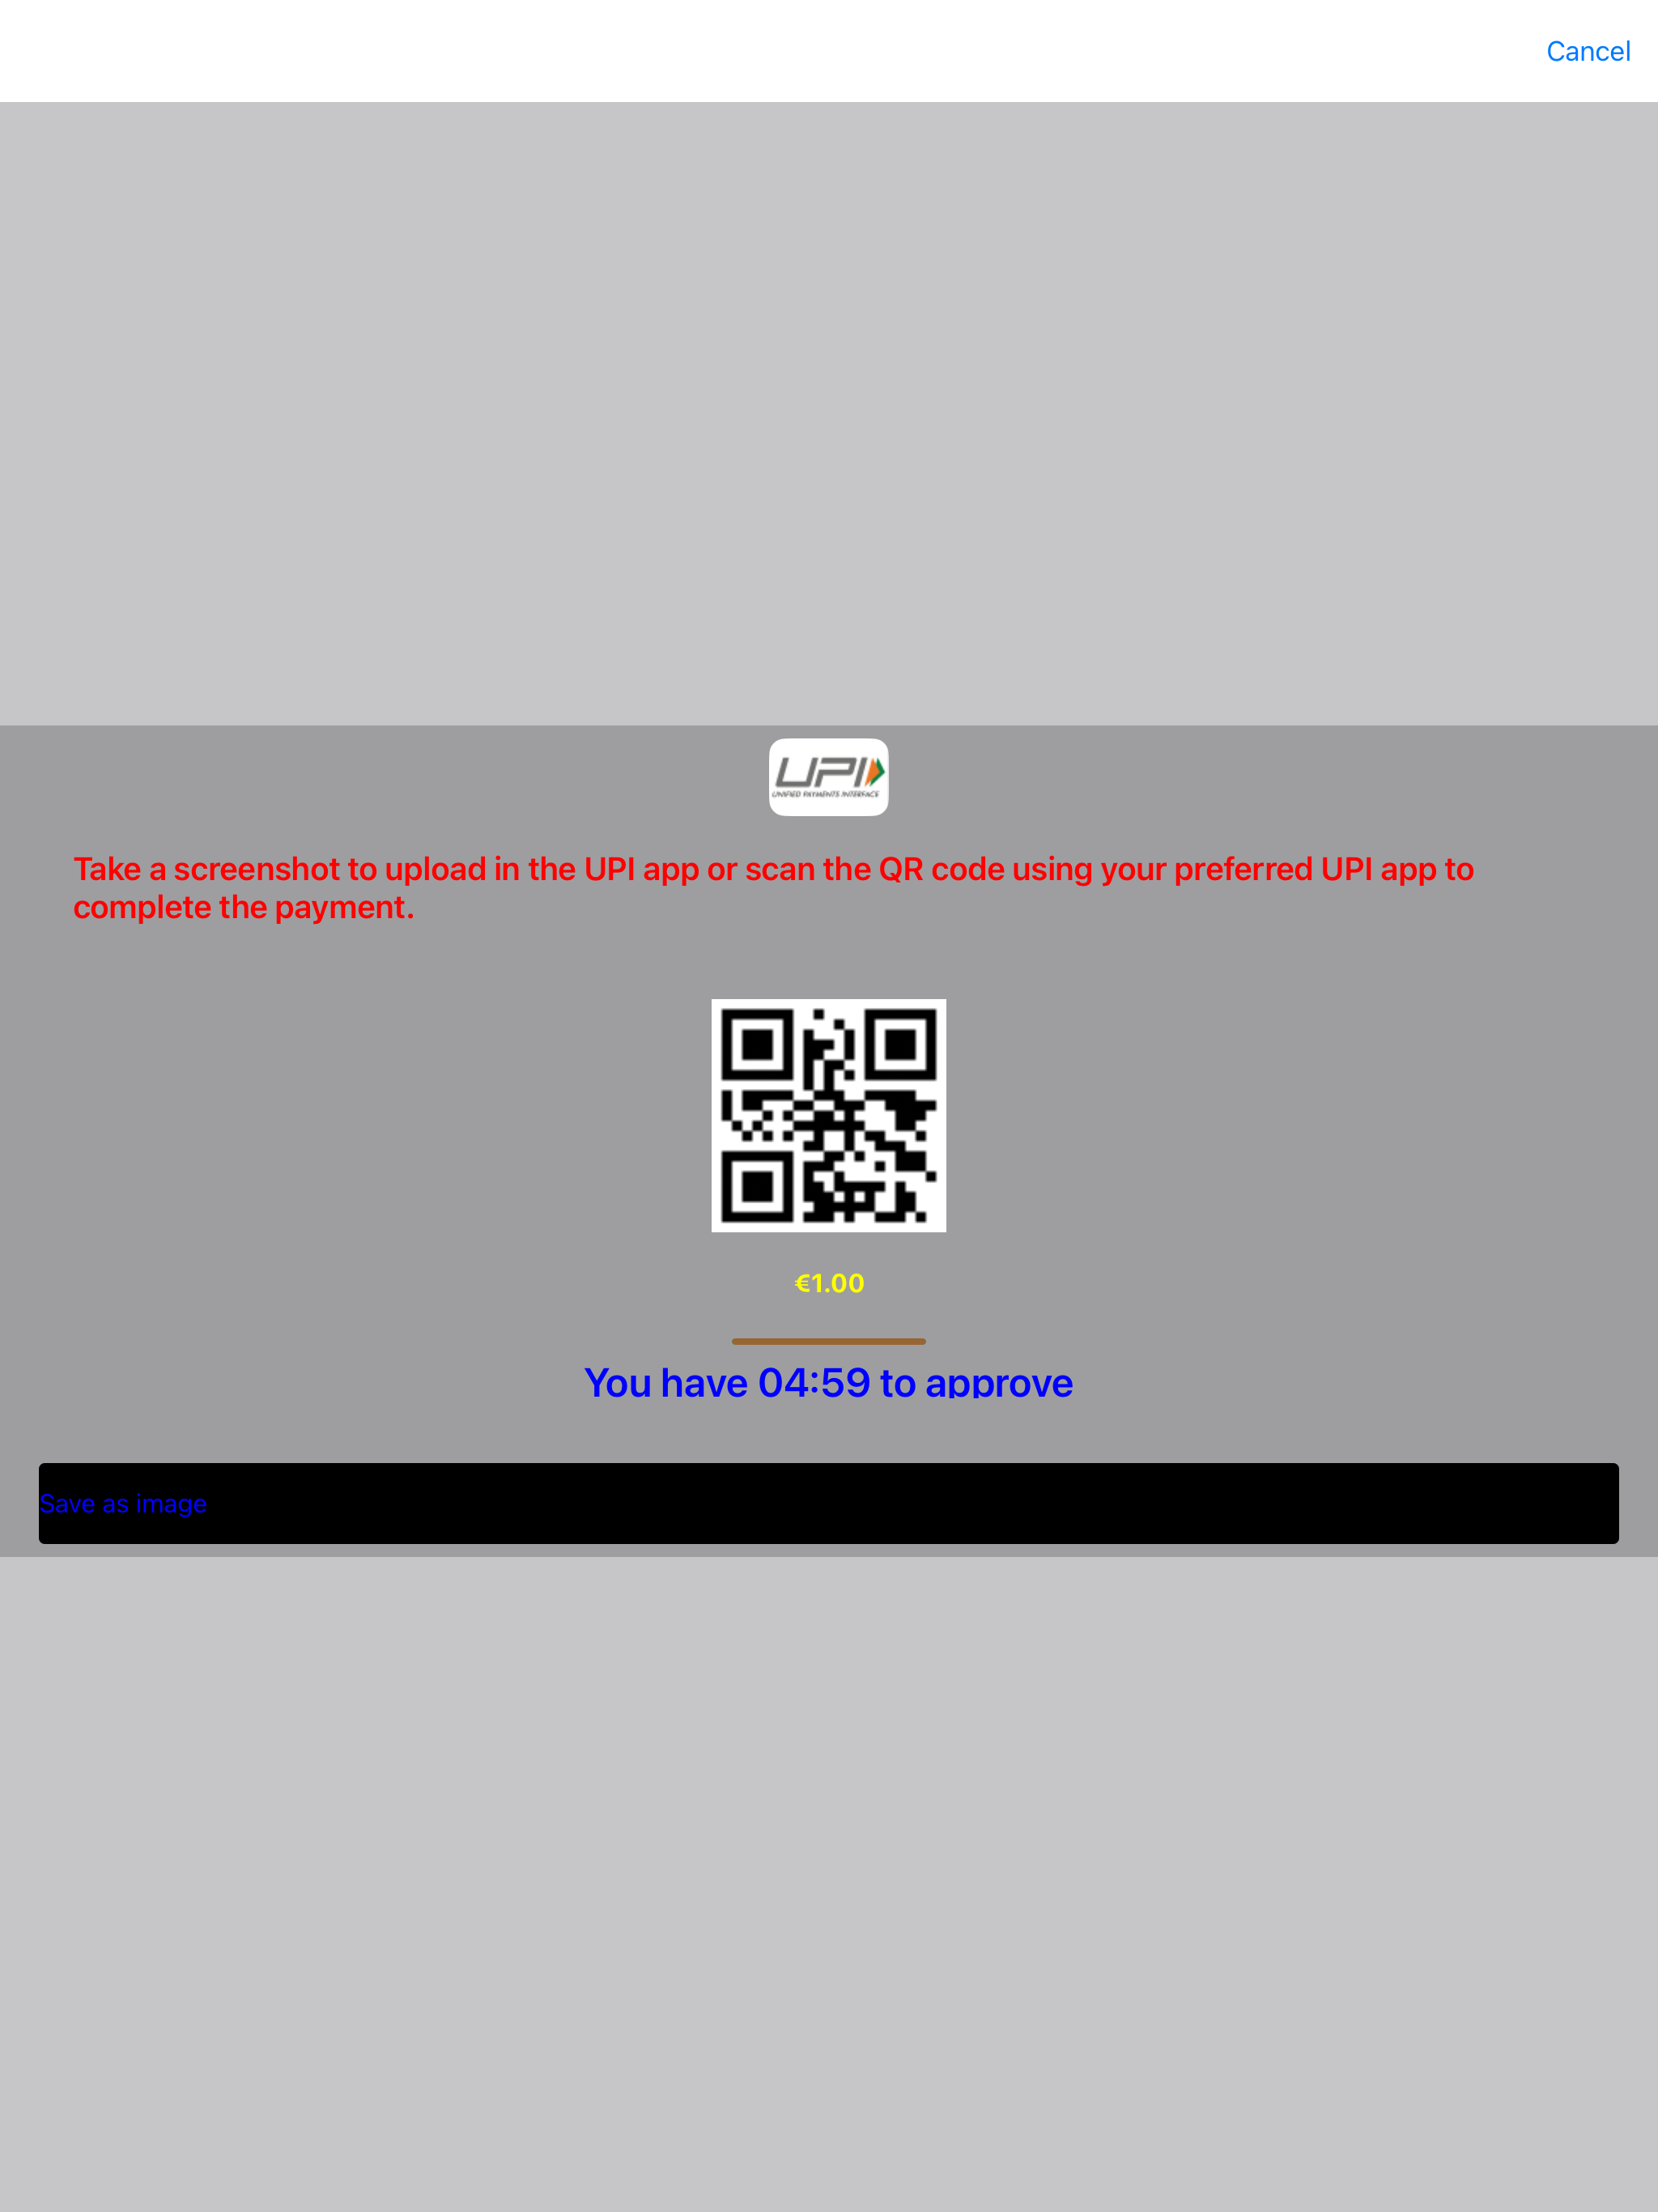 Cancel
UPI
UNIFIED PAYMENTS INTERFACE
Take a screenshot to upload in the UPI app or scan the QR code using your preferred UPI app to
complete the payment.
€1.00
You have 04:59 to approve
Save as image